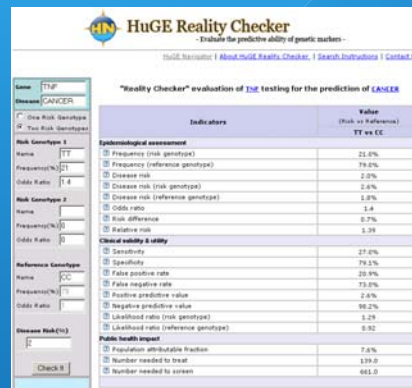 HN HuGE Reality Checker
- Evaluate the predictive ability of genetic markers -
HuGE Navigator | About HuGE Reality Checker | Search Instructions | Contact
Gene TNF
Disease CANCER
One Risk Genotype
Two Risk Genotypes
Risk Genotype 1
Name TT
Frequency(%) 21
Odds Ratio 1.4
Risk Genotype 2
Name
Frequency(%) 0
Odds Ratio 0
Reference Genotype
Name CC
Frequency(%)
Odds Ratio
Disease Risk(%)
2
Check It
"Reality Checker" evaluation of TNF testing for the prediction of CANCER
Indicators Value
(Risk vs Reference)
TT vs CC
Epidemiological assessment
Frequency (risk genotype) 21.0%
Frequency (reference genotype) 79.0%
Disease risk 2.0%
Disease risk (risk genotype) 2.6%
Disease risk (reference genotype) 1.8%
Odds ratio 1.4
Risk difference 0.7%
Relative risk 1.39
Clinical validity & utility
Sensitivity 27.0%
Specificity 79.1%
False positive rate 20.9%
False negative rate 73.0%
Positive predictive value 2.6%
Negative predictive value 98.2%
Likelihood ratio (risk genotype) 1.29
Likelihood ratio (reference genotype) 0.92
Public health impact
Population attributable fraction 7.6%
Number needed to treat 139.0
Number needed to screen 661.0